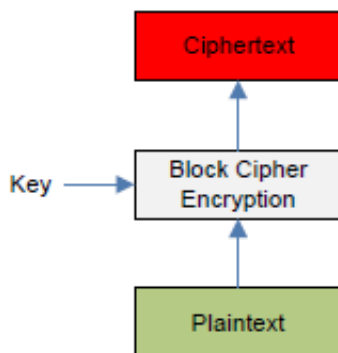 Ciphertext
Key
Block Cipher
Encryption
Plaintext